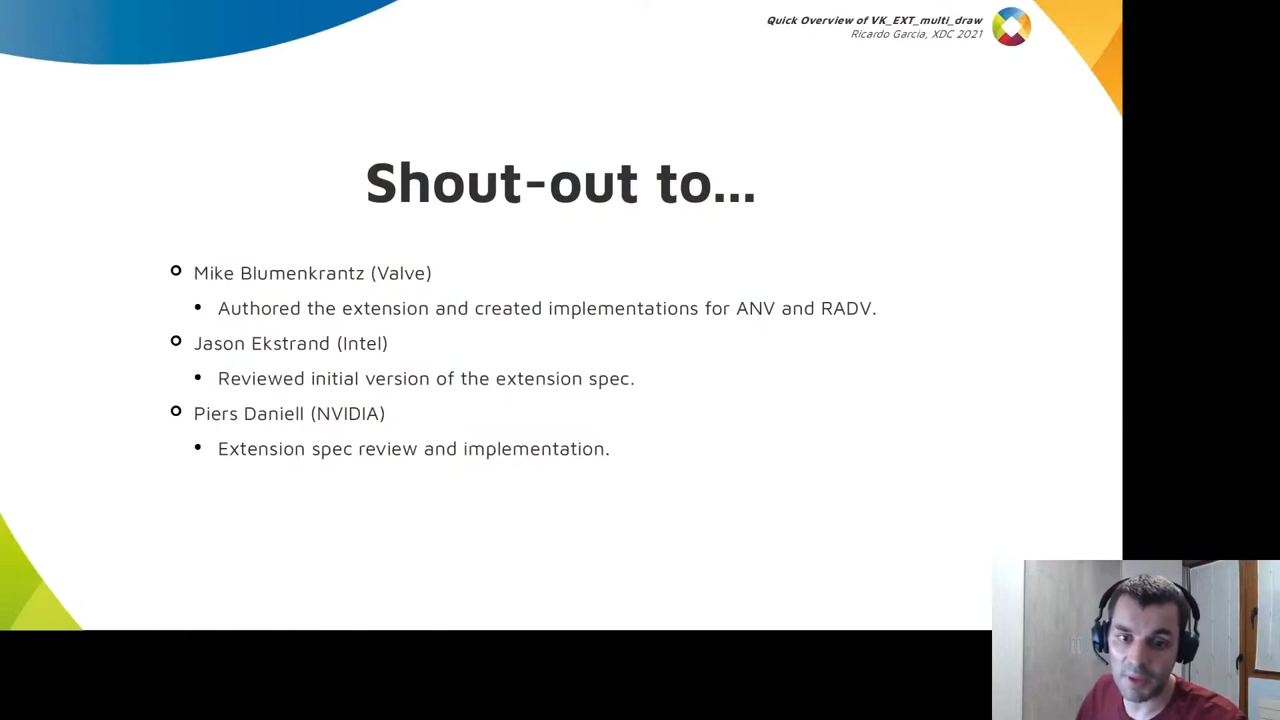 Quick Overview of VK_EXT_multi_draw
Ricardo Garcia, XDC 2021
Shout-out to...
Mike Blumenkrantz (Valve)
Authored the extension and created implementations for ANV and RADV.
Jason Ekstrand (Intel)
Reviewed initial version of the extension spec.
Piers Daniell (NVIDIA)
Extension spec review and implementation.